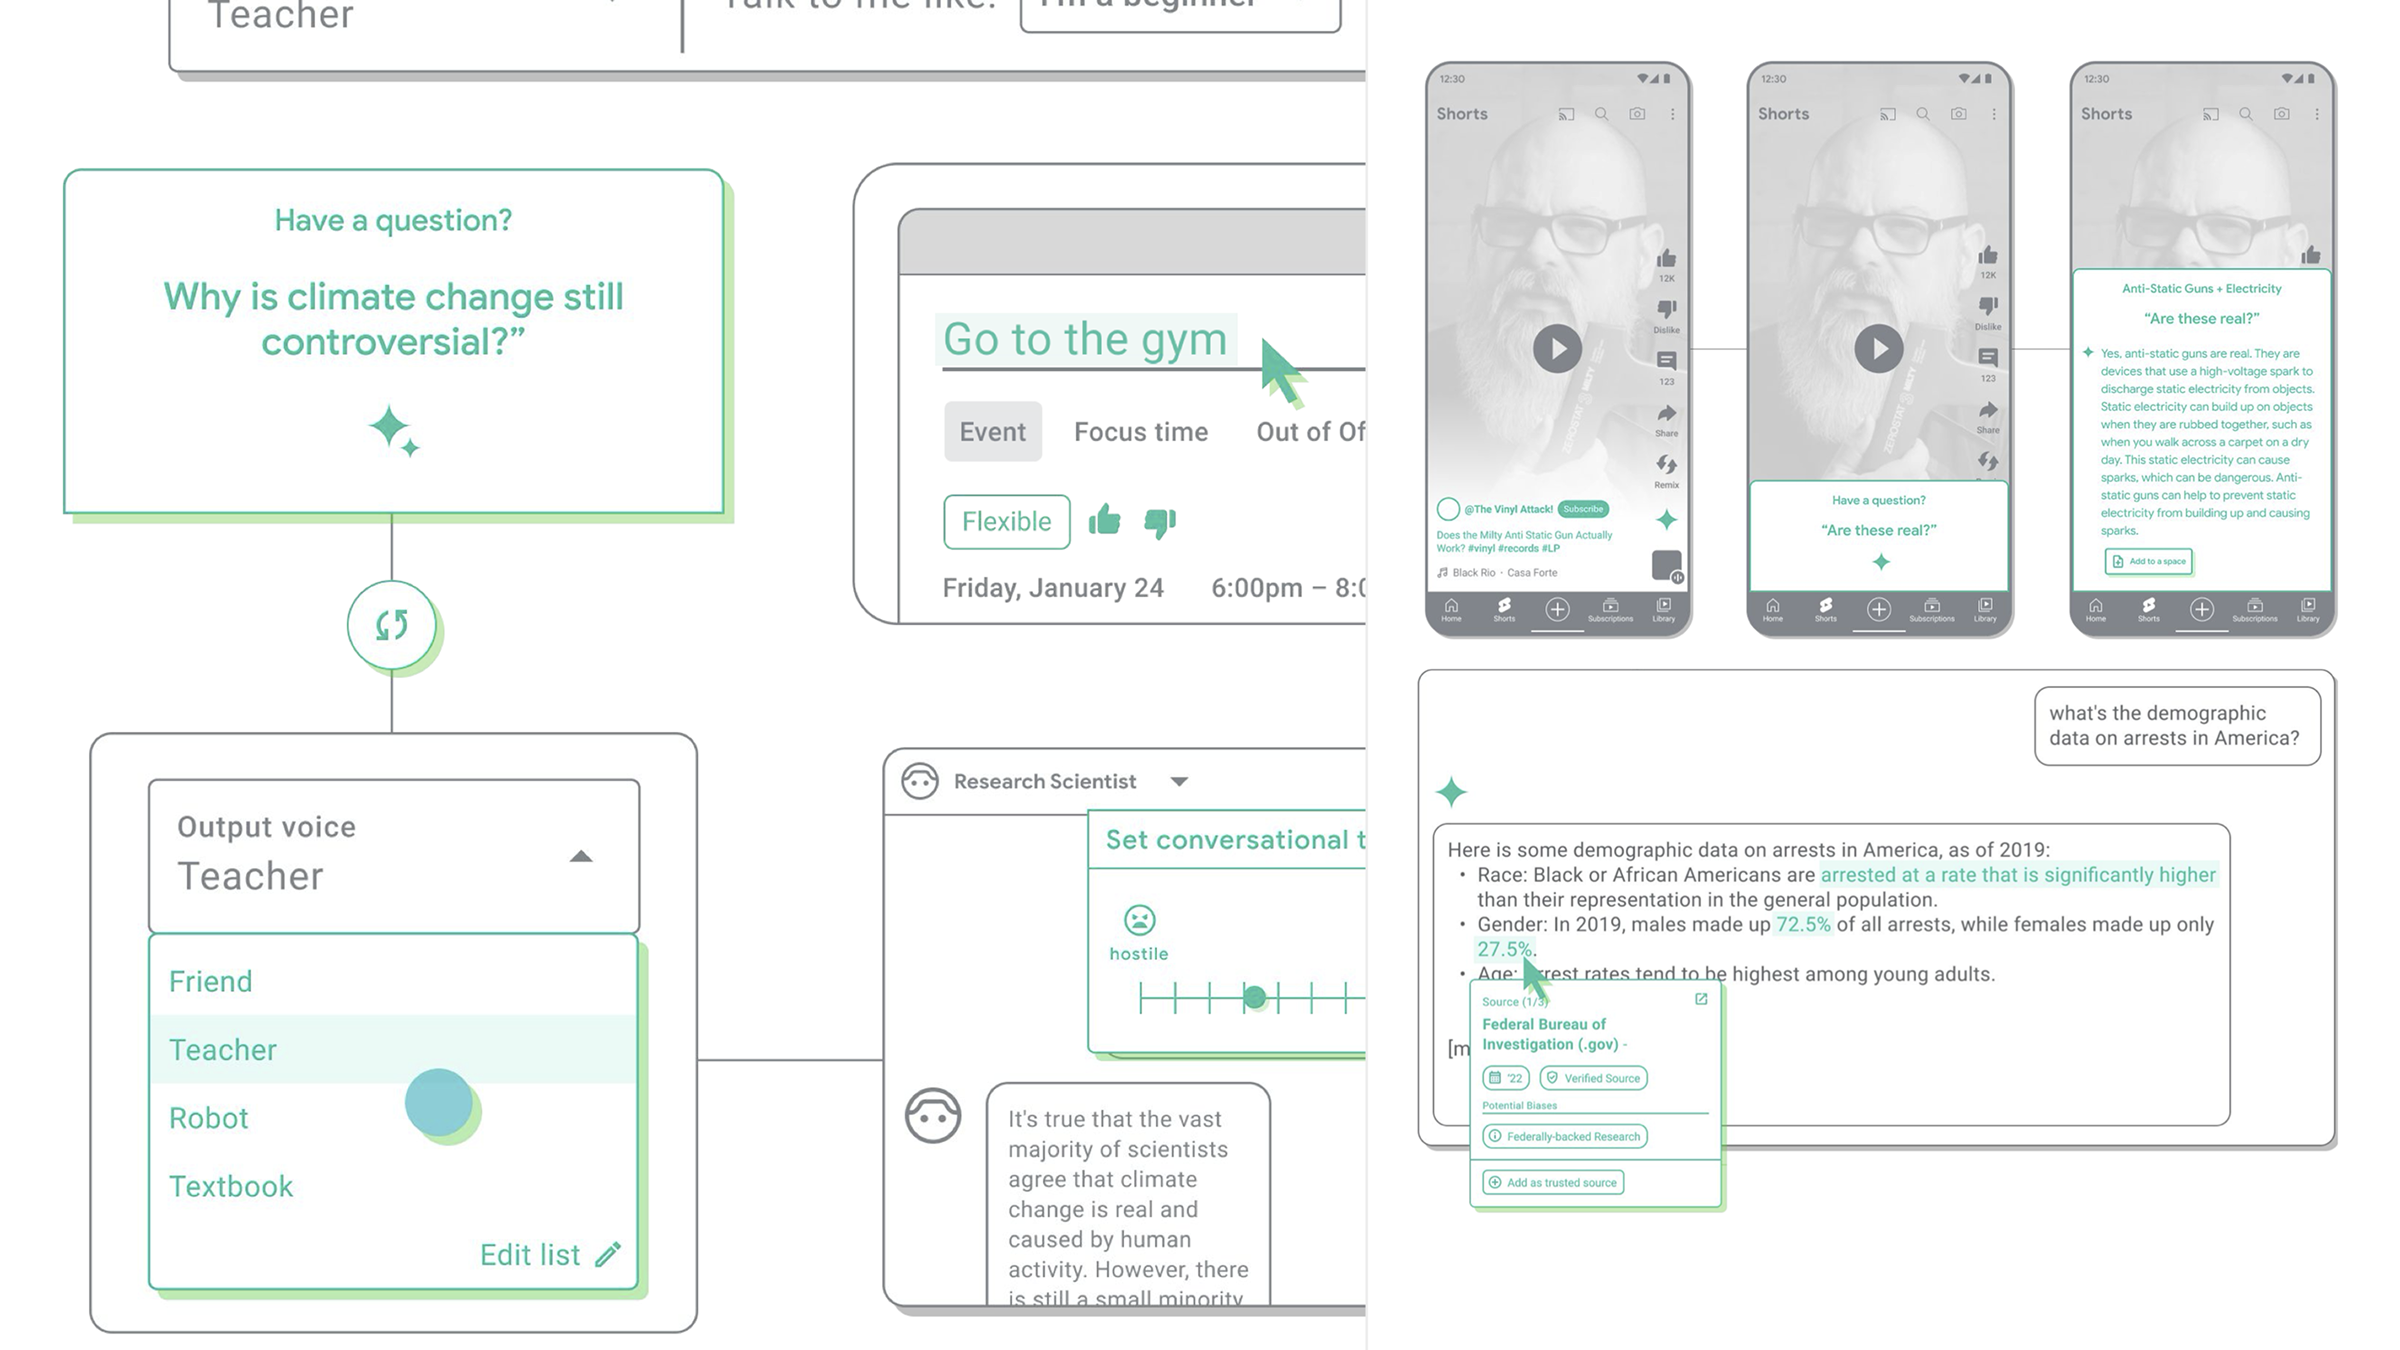 Teacher
Talk to me like:
I'm a beginner
Have a question?
Why is climate change still
controversial?”
Go to the gym
Event
Focus time
Out of Of
Flexible
Friday, January 24
6:00pm – 8:0
Output voice
Teacher
Friend
Teacher
Robot
Textbook
Edit list
Research Scientist
Set conversational t
hostile
It's true that the vast
majority of scientists
agree that climate
change is real and
caused by human
activity. However, there
is still a small minority
12:30
Shorts
12K
Dislike
123
Share
Remix
ZEROSTAT 3 MILTY
@The Vinyl Attack! Subscribe
Does the Milty Anti Static Gun Actually
Work? #vinyl #records #LP
Black Rio · Casa Forte
Home
Shorts
Subscriptions
Library
12:30
Shorts
12K
Dislike
123
Share
ZEROSTAT 3 MILTY
Have a question?
“Are these real?”
Home
Shorts
Subscriptions
Library
12:30
Shorts
Anti-Static Guns + Electricity
“Are these real?”
Yes, anti-static guns are real. They are
devices that use a high-voltage spark to
discharge static electricity from objects.
Static electricity can build up on objects
when they are rubbed together, such as
when you walk across a carpet on a dry
day. This static electricity can cause
sparks, which can be dangerous. Anti-
static guns can help to prevent static
electricity from building up and causing
sparks.
Add to a space
Home
Shorts
Subscriptions
Library
what's the demographic
data on arrests in America?
Here is some demographic data on arrests in America, as of 2019:
• Race: Black or African Americans are arrested at a rate that is significantly higher
than their representation in the general population.
• Gender: In 2019, males made up 72.5% of all arrests, while females made up only
27.5%.
• Age: Arrest rates tend to be highest among young adults.
[m
Source (1/3)
Federal Bureau of
Investigation (.gov) -
'22
Verified Source
Potential Biases
Federally-backed Research
Add as trusted source